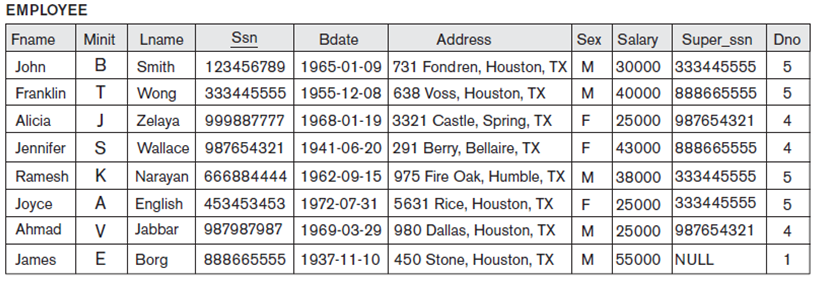 EMPLOYEE
Fname Minit Lname Ssn Bdate Address Sex Salary Super_ssn Dno
John B Smith 123456789 1965-01-09 731 Fondren, Houston, TX M 30000 333445555 5
Franklin T Wong 333445555 1955-12-08 638 Voss, Houston, TX M 40000 888665555 5
Alicia J Zelaya 999887777 1968-01-19 3321 Castle, Spring, TX F 25000 987654321 4
Jennifer S Wallace 987654321 1941-06-20 291 Berry, Bellaire, TX F 43000 888665555 4
Ramesh K Narayan 666884444 1962-09-15 975 Fire Oak, Humble, TX M 38000 333445555 5
Joyce A English 453453453 1972-07-31 5631 Rice, Houston, TX F 25000 333445555 5
Ahmad V Jabbar 987987987 1969-03-29 980 Dallas, Houston, TX M 25000 987654321 4
James E Borg 888665555 1937-11-10 450 Stone, Houston, TX M 55000 NULL 1